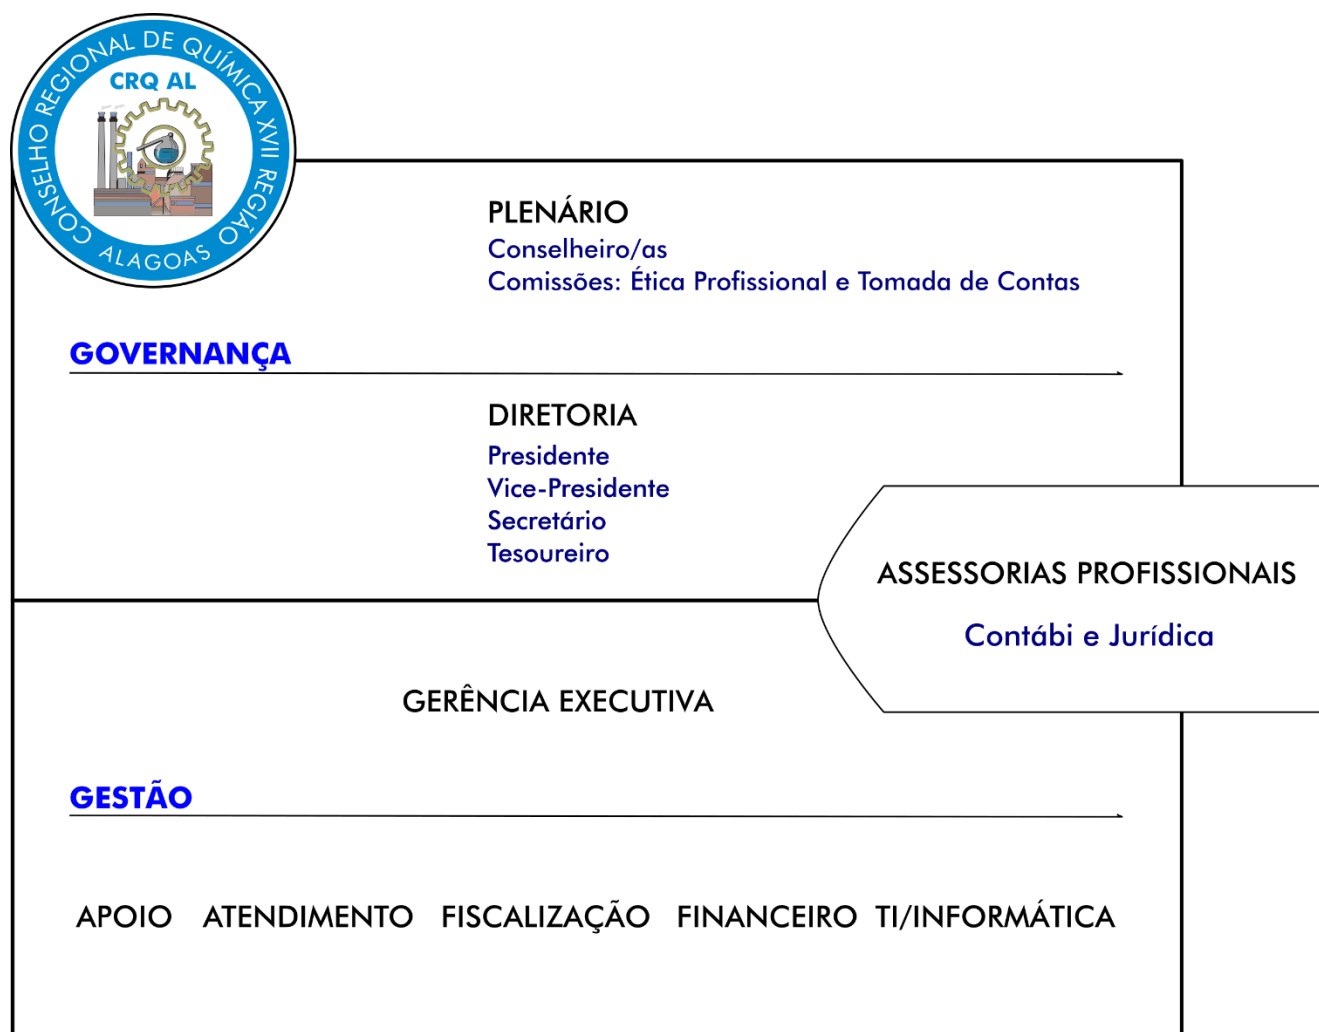 CONSELHO REGIONAL DE QUÍMICA XVII REGIÃO
ALAGOAS
CRQ AL
PLENÁRIO
Conselheiro/as
Comissões: Ética Profissional e Tomada de Contas
GOVERNANÇA
DIRETORIA
Presidente
Vice-Presidente
Secretário
Tesoureiro
ASSESSORIAS PROFISSIONAIS
Contábi e Jurídica
GERÊNCIA EXECUTIVA
GESTÃO
APOIO ATENDIMENTO FISCALIZAÇÃO FINANCEIRO TI/INFORMÁTICA